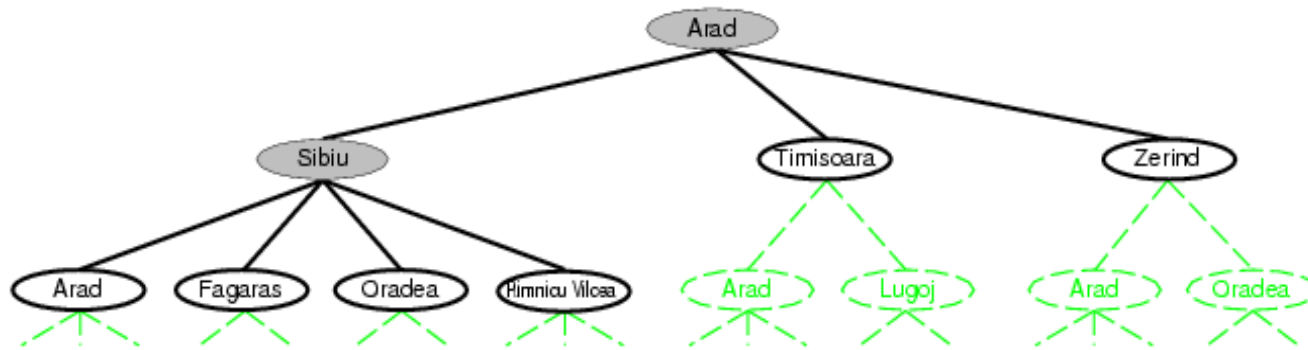 Arad
Sibiu
Timisoara
Zerind
Arad
Fagaras
Oradea
Rimnicu Vilcea
Arad
Lugoj
Arad
Oradea